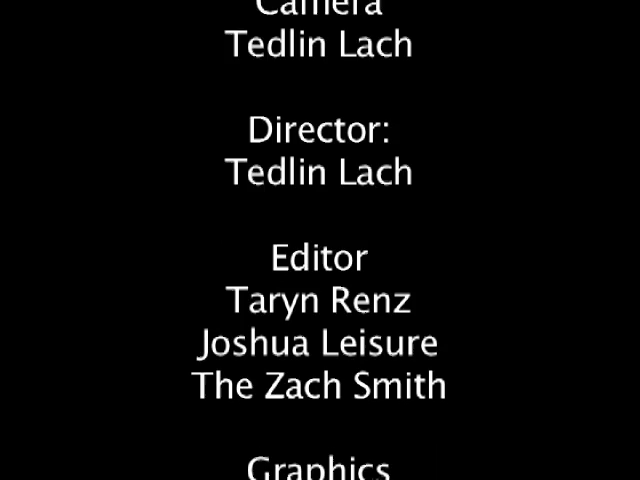 Camera
Tedlin Lach
Director:
Tedlin Lach
Editor
Taryn Renz
Joshua Leisure
The Zach Smith
Graphics